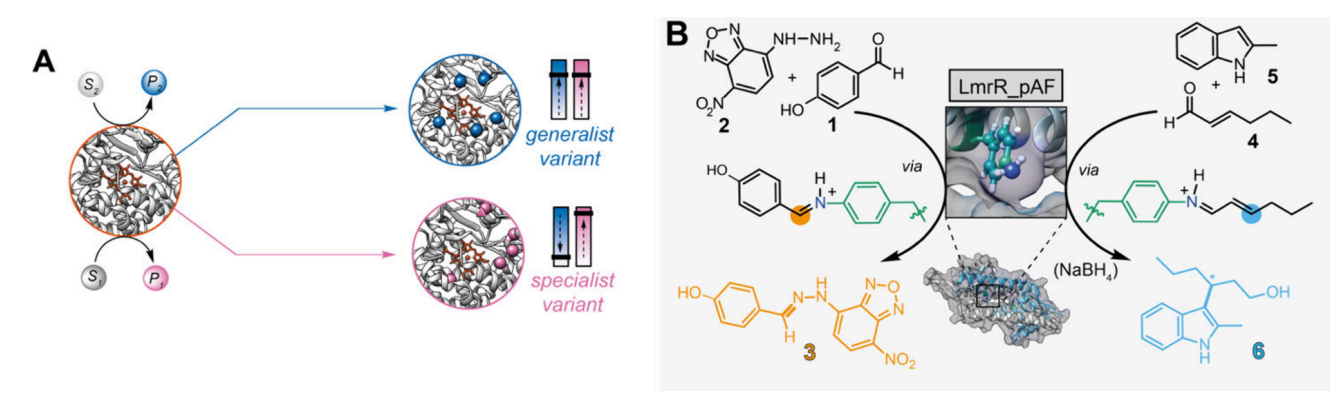 A
S₂
P₂
S₁
P₁
generalist
variant
specialist
variant
B
N
O
N
NH
NH₂
O₂N
2
+
O
H
HO
1
LmrR_pAF
N
H
5
+
O
H
4
via
via
HO
H
N
+
H
N
+
(NaBH₄)
HO
N
H
N
H
N
O
N
NO₂
3
*
OH
N
H
6